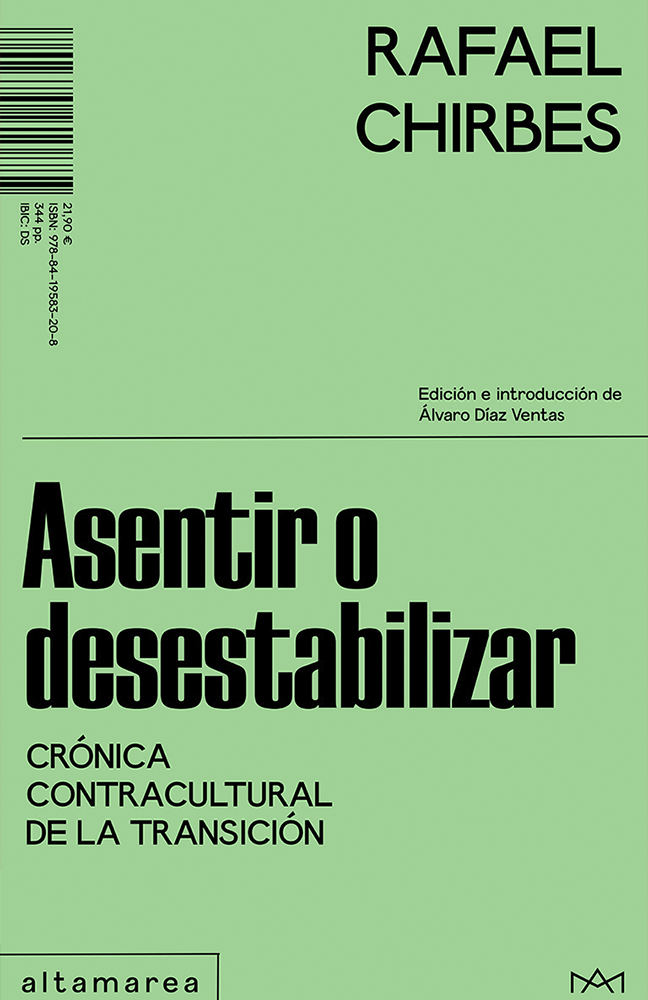 RAFAEL
CHIRBES
21,90 €
ISBN: 978-84-19583-20-8
344 pp.
IBIC: DS
Edición e introducción de
Álvaro Díaz Ventas
Asentir o
desestabilizar
CRÓNICA
CONTRACULTURAL
DE LA TRANSICIÓN
altamarea